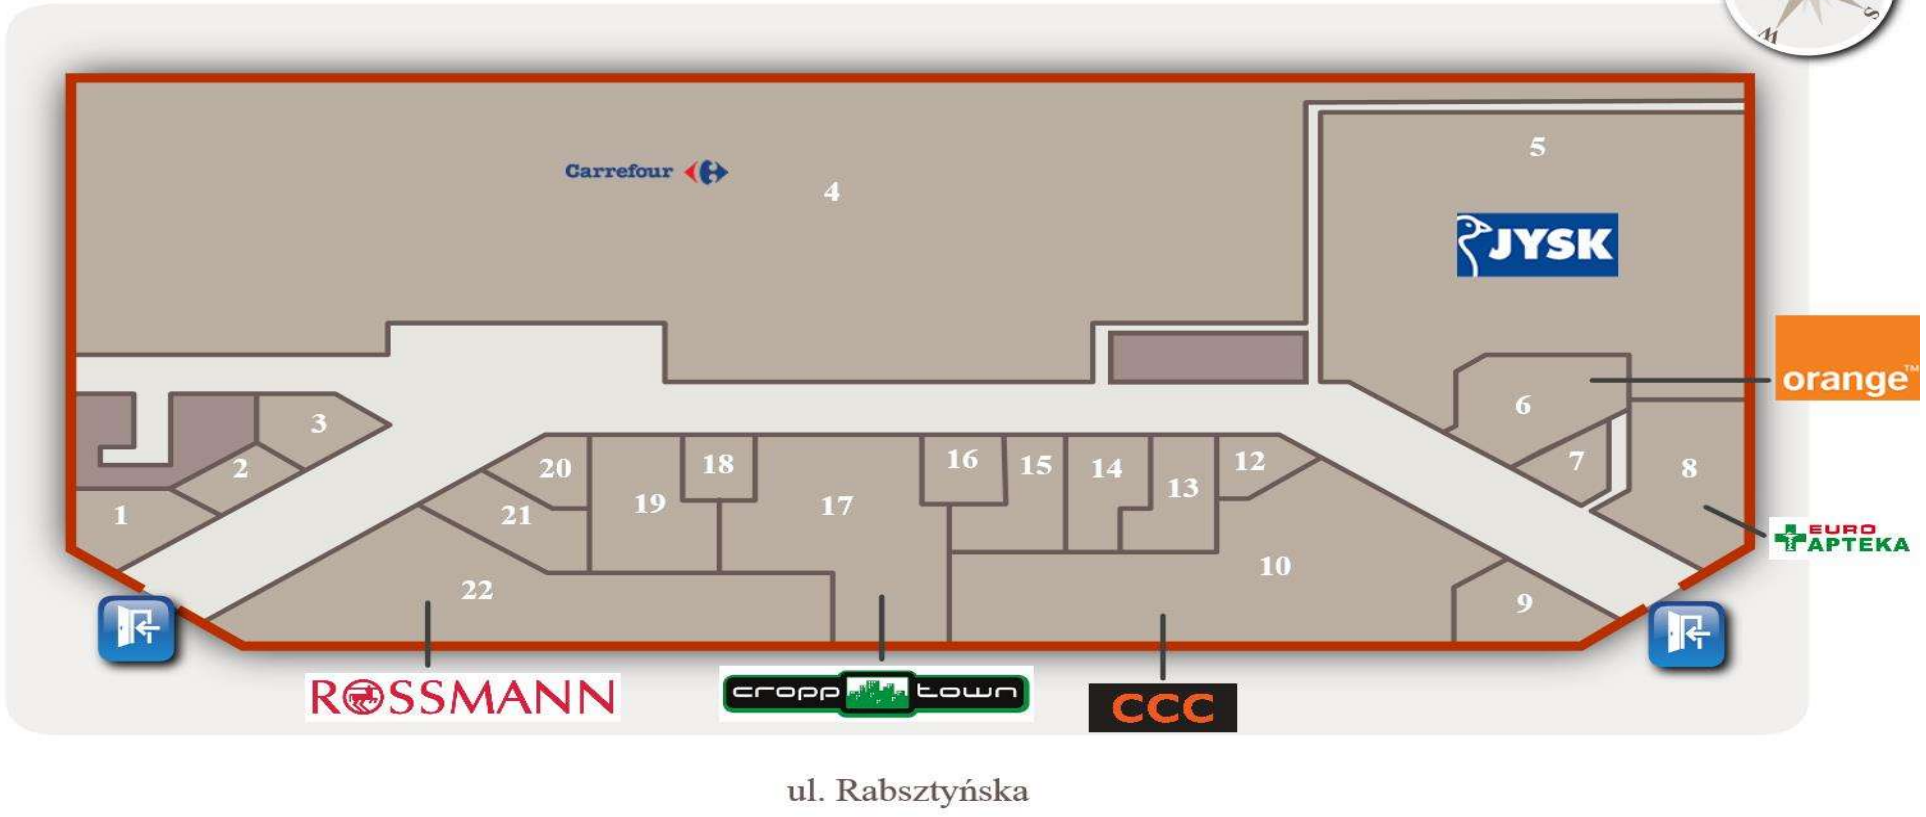 S
W
Carrefour
4
5
JYSK
orange™
3
6
2
20
18
16
15
14
12
7
8
1
21
19
17
13
EURO
APTEKA
22
10
9
ROSSMANN
cropp town
CCC
ul. Rabsztyńska